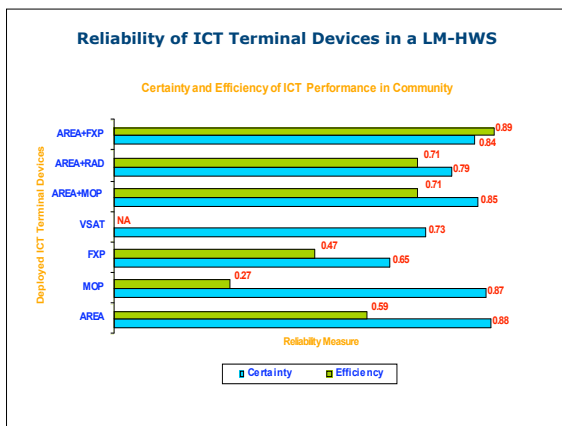 Reliability of ICT Terminal Devices in a LM-HWS
Certainty and Efficiency of ICT Performance in Community
Deployed ICT Terminal Devices
AREA+FXP
0.89
0.84
AREA+RAD
0.71
0.79
AREA+MOP
0.71
0.85
VSAT
NA
0.73
FXP
0.47
0.65
MOP
0.27
0.87
AREA
0.59
0.88
Reliability Measure
Certainty
Efficiency